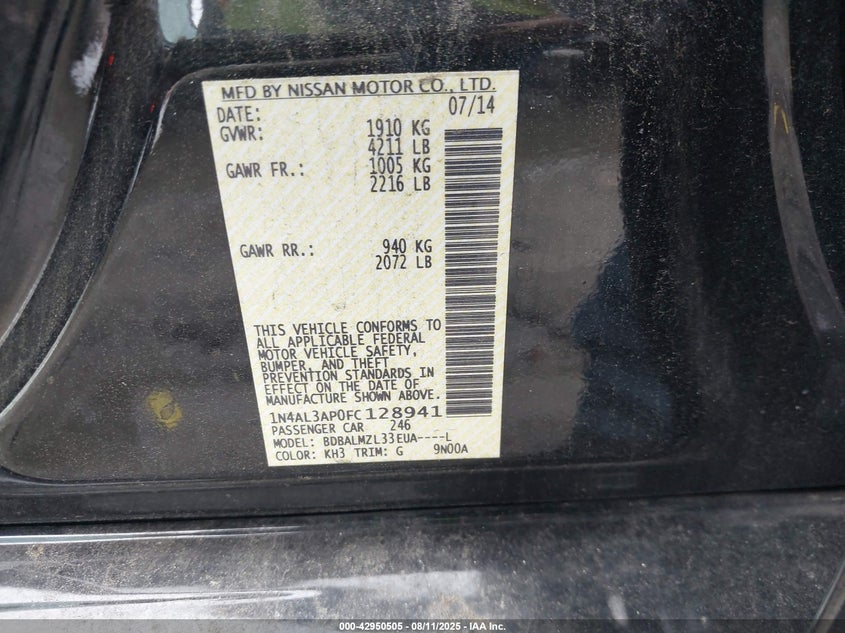 MFD BY NISSAN MOTOR CO., LTD.
DATE: 07/14
GVWR: 1910 KG
4211 LB
GAWR FR.: 1005 KG
2216 LB
GAWR RR.: 940 KG
2072 LB
THIS VEHICLE CONFORMS TO
ALL APPLICABLE FEDERAL
MOTOR VEHICLE SAFETY,
BUMPER, AND THEFT
PREVENTION STANDARDS IN
EFFECT ON THE DATE OF
MANUFACTURE SHOWN ABOVE.
1N4AL3AP0FC128941
PASSENGER CAR 246
MODEL: BDBALMZL33EUA----L
COLOR: KH3 TRIM: G 9N00A
000-42950505 - 08/11/2025 - IAA Inc.